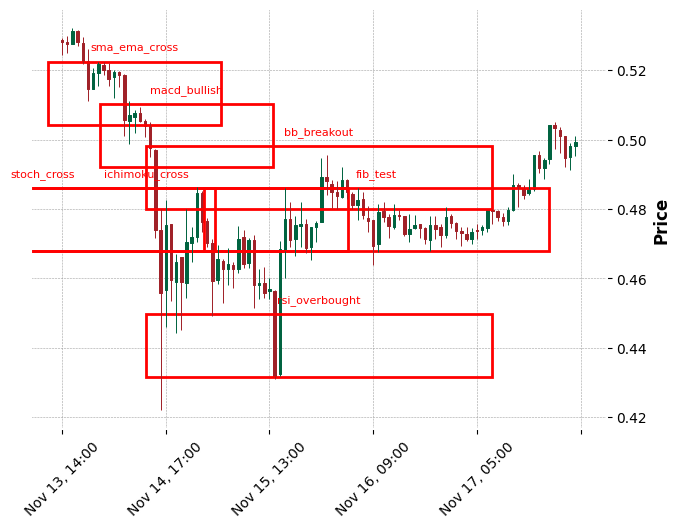 sma_ema_cross
macd_bullish
bb_breakout
stoch_cross
ichimoku_cross
fib_test
rsi_overbought
0.52
0.50
0.48
0.46
0.44
0.42
Price
Nov 13, 14:00
Nov 14, 17:00
Nov 15, 13:00
Nov 16, 09:00
Nov 17, 05:00